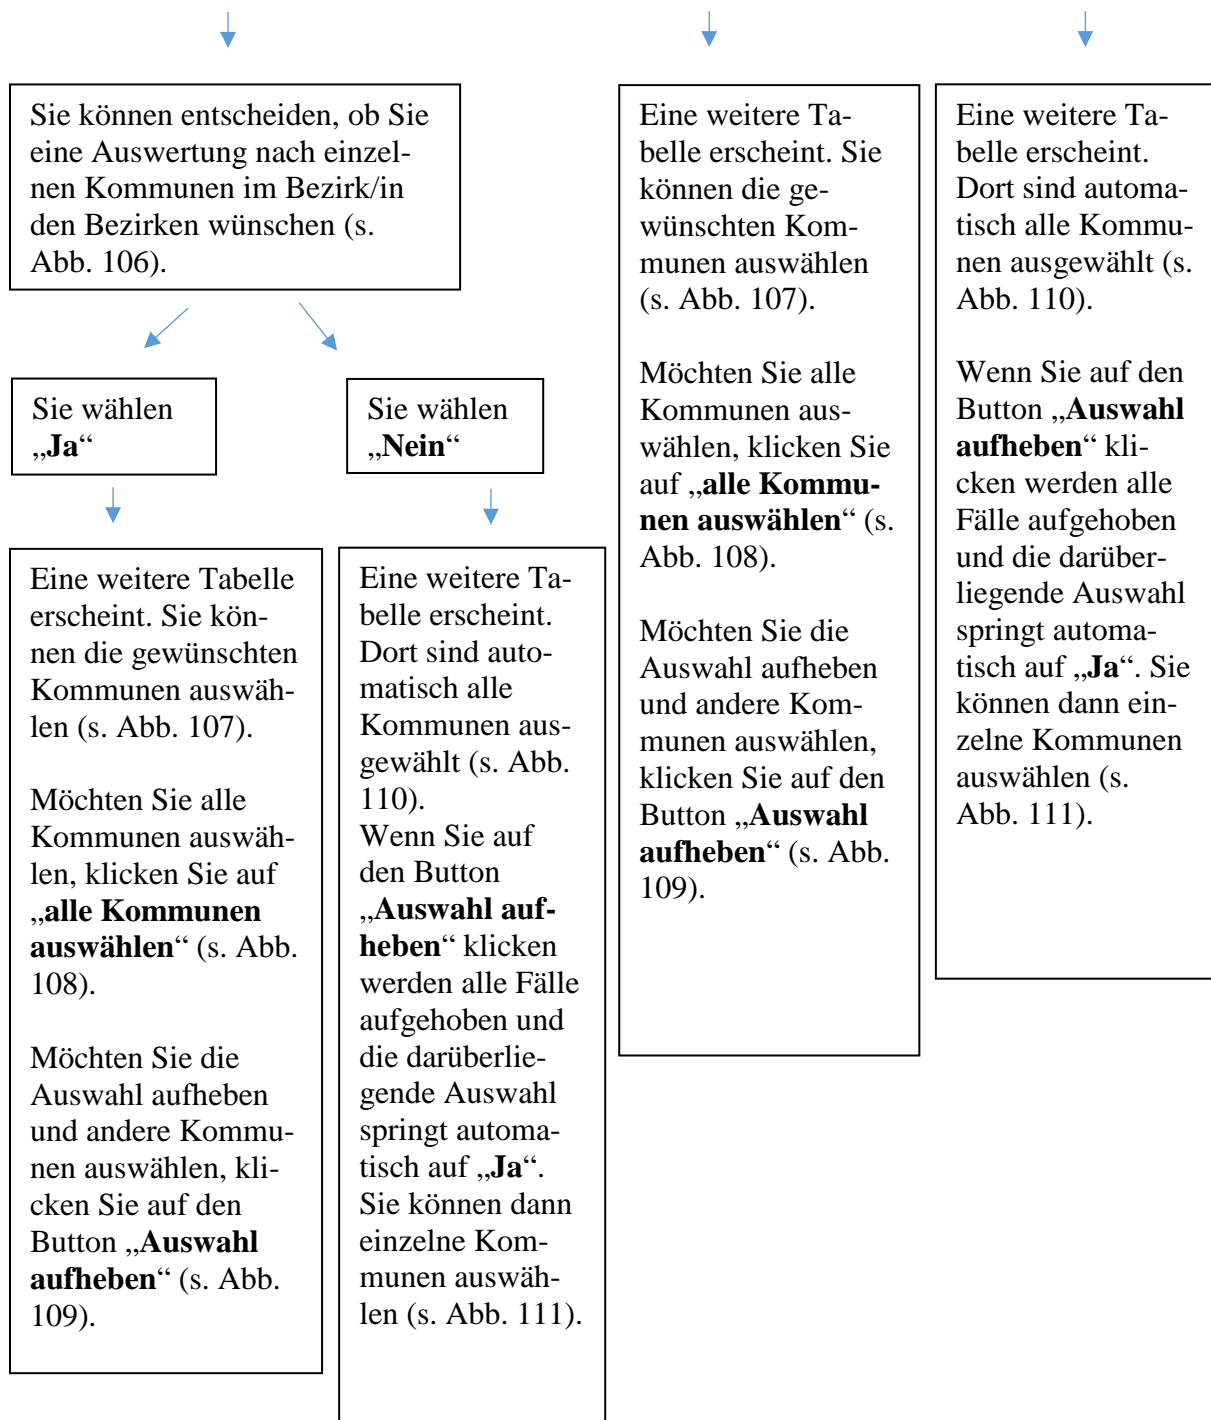 Sie können entscheiden, ob Sie
eine Auswertung nach einzel-
nen Kommunen im Bezirk/in
den Bezirken wünschen (s.
Abb. 106).
Sie wählen
„Ja“
Sie wählen
„Nein“
Eine weitere Tabelle
erscheint. Sie kön-
nen die gewünschten
Kommunen auswäh-
len (s. Abb. 107).
Möchten Sie alle
Kommunen auswäh-
len, klicken Sie auf
„alle Kommunen
auswählen“ (s. Abb.
108).
Möchten Sie die
Auswahl aufheben
und andere Kommu-
nen auswählen, kli-
cken Sie auf den
Button „Auswahl
aufheben“ (s. Abb.
109).
Eine weitere Ta-
belle erscheint.
Dort sind auto-
matisch alle
Kommunen aus-
gewählt (s. Abb.
110).
Wenn Sie auf
den Button
„Auswahl auf-
heben“ klicken
werden alle Fälle
aufgehoben und
die darüberlie-
gende Auswahl
springt automa-
tisch auf „Ja“.
Sie können dann
einzelne Kom-
munen auswäh-
len (s. Abb. 111).
Eine weitere Ta-
belle erscheint. Sie
können die ge-
wünschten Kom-
munen auswählen
(s. Abb. 107).
Möchten Sie alle
Kommunen aus-
wählen, klicken Sie
auf „alle Kommu-
nen auswählen“ (s.
Abb. 108).
Möchten Sie die
Auswahl aufheben
und andere Kom-
munen auswählen,
klicken Sie auf den
Button „Auswahl
aufheben“ (s. Abb.
109).
Eine weitere Ta-
belle erscheint.
Dort sind automa-
tisch alle Kommu-
nen ausgewählt (s.
Abb. 110).
Wenn Sie auf den
Button „Auswahl
aufheben“ kli-
cken werden alle
Fälle aufgehoben
und die darüber-
liegende Auswahl
springt automa-
tisch auf „Ja“. Sie
können dann ein-
zelne Kommunen
auswählen (s.
Abb. 111).